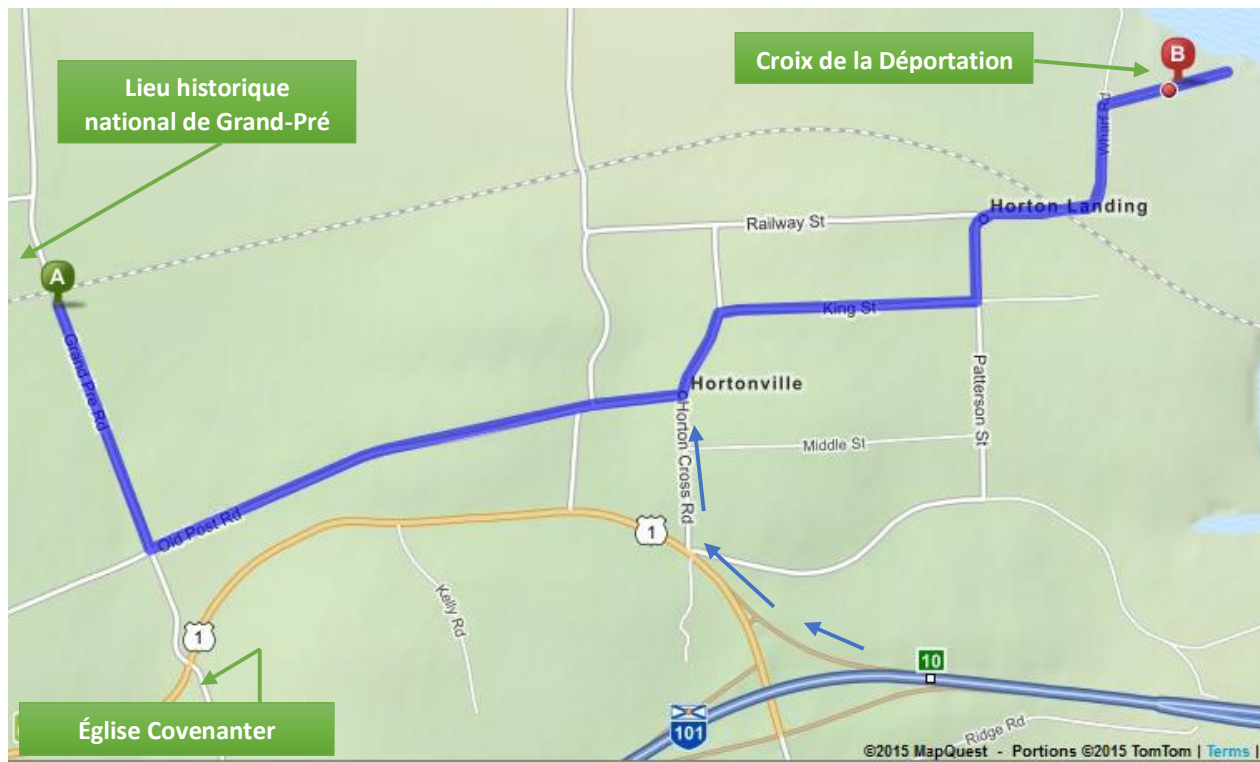 Croix de la Déportation
B
Lieu historique
national de Grand-Pré
Wharf R
Horton Landing
Railway St
A
King St
Grand Pre Rd
Hortonville
Patterson St
Horton Cross Rd
Middle St
Old Post Rd
1
Kelly Rd
1
10
Église Covenanter
101
Ridge Rd
©2015 MapQuest - Portions ©2015 TomTom | Terms |